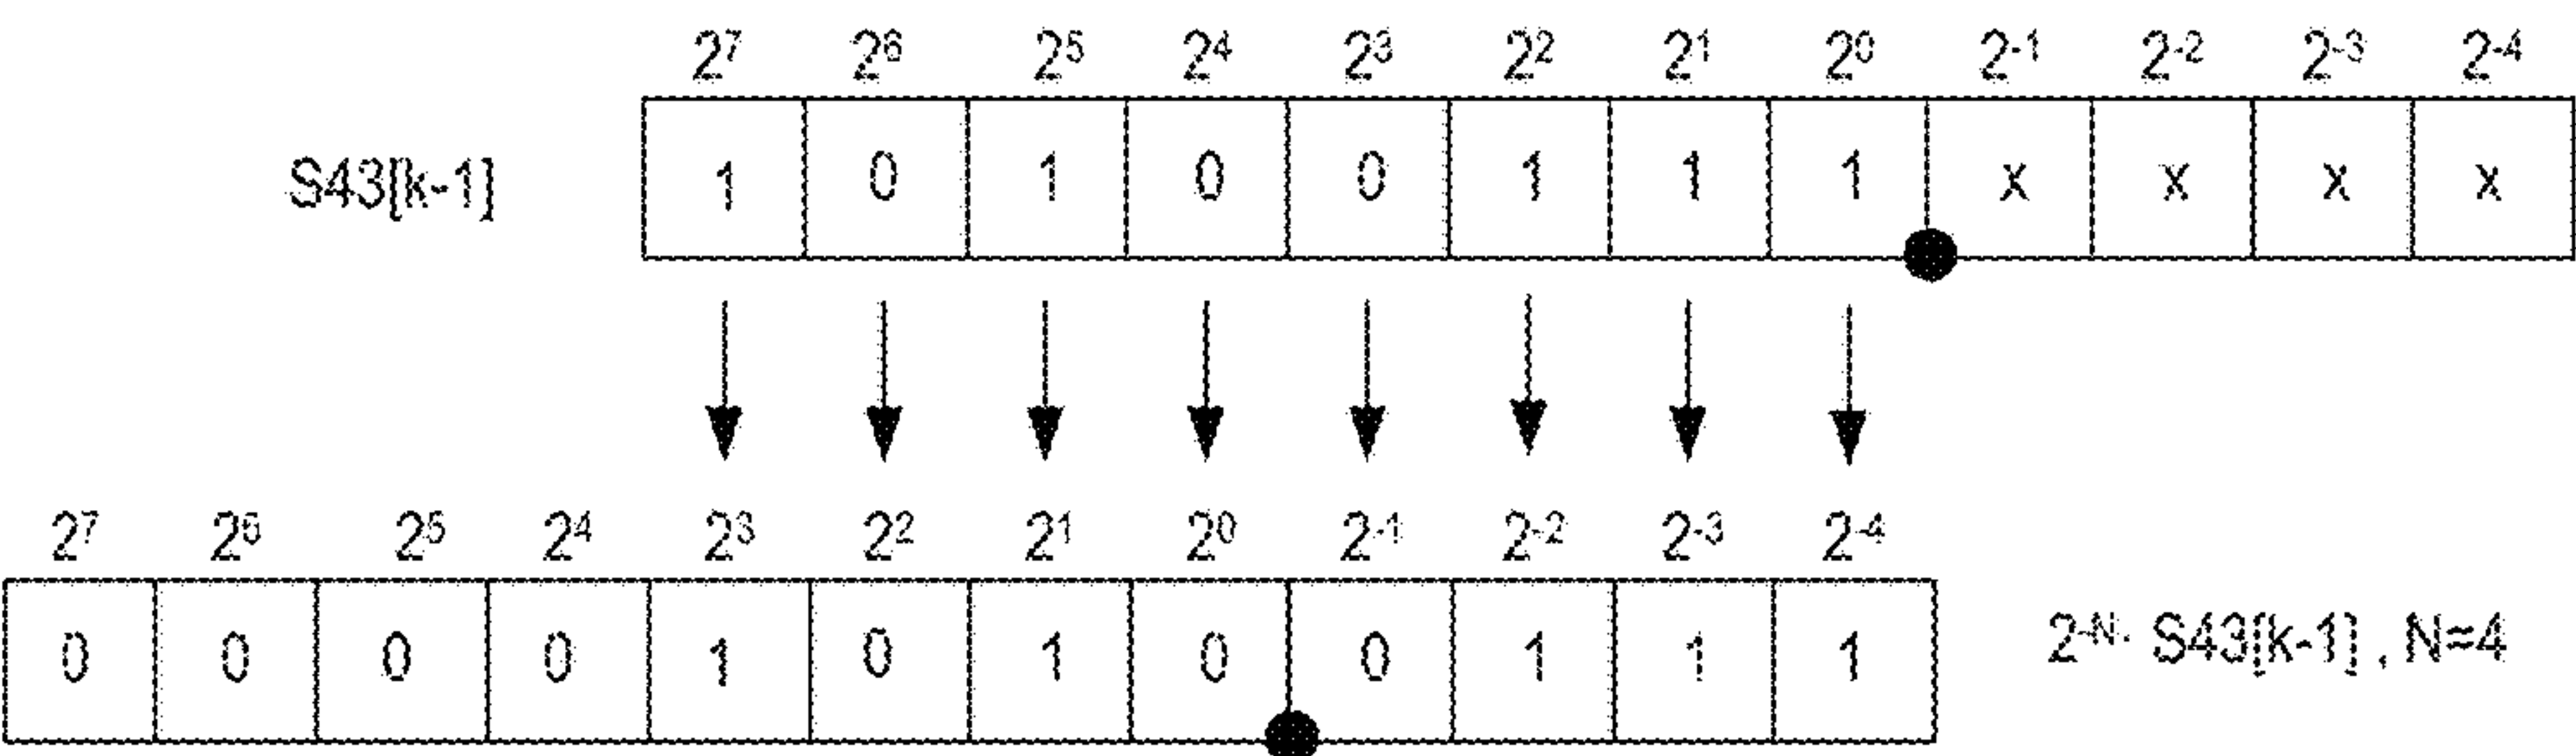 2⁷ 2⁶ 2⁵ 2⁴ 2³ 2² 2¹ 2⁰ 2⁻¹ 2⁻² 2⁻³ 2⁻⁴
S43[k-1] 1 0 1 0 0 1 1 1 x x x x
2⁷ 2⁶ 2⁵ 2⁴ 2³ 2² 2¹ 2⁰ 2⁻¹ 2⁻² 2⁻³ 2⁻⁴
0 0 0 0 1 0 1 0 0 1 1 1 2⁻ᴺ· S43[k-1] , N=4